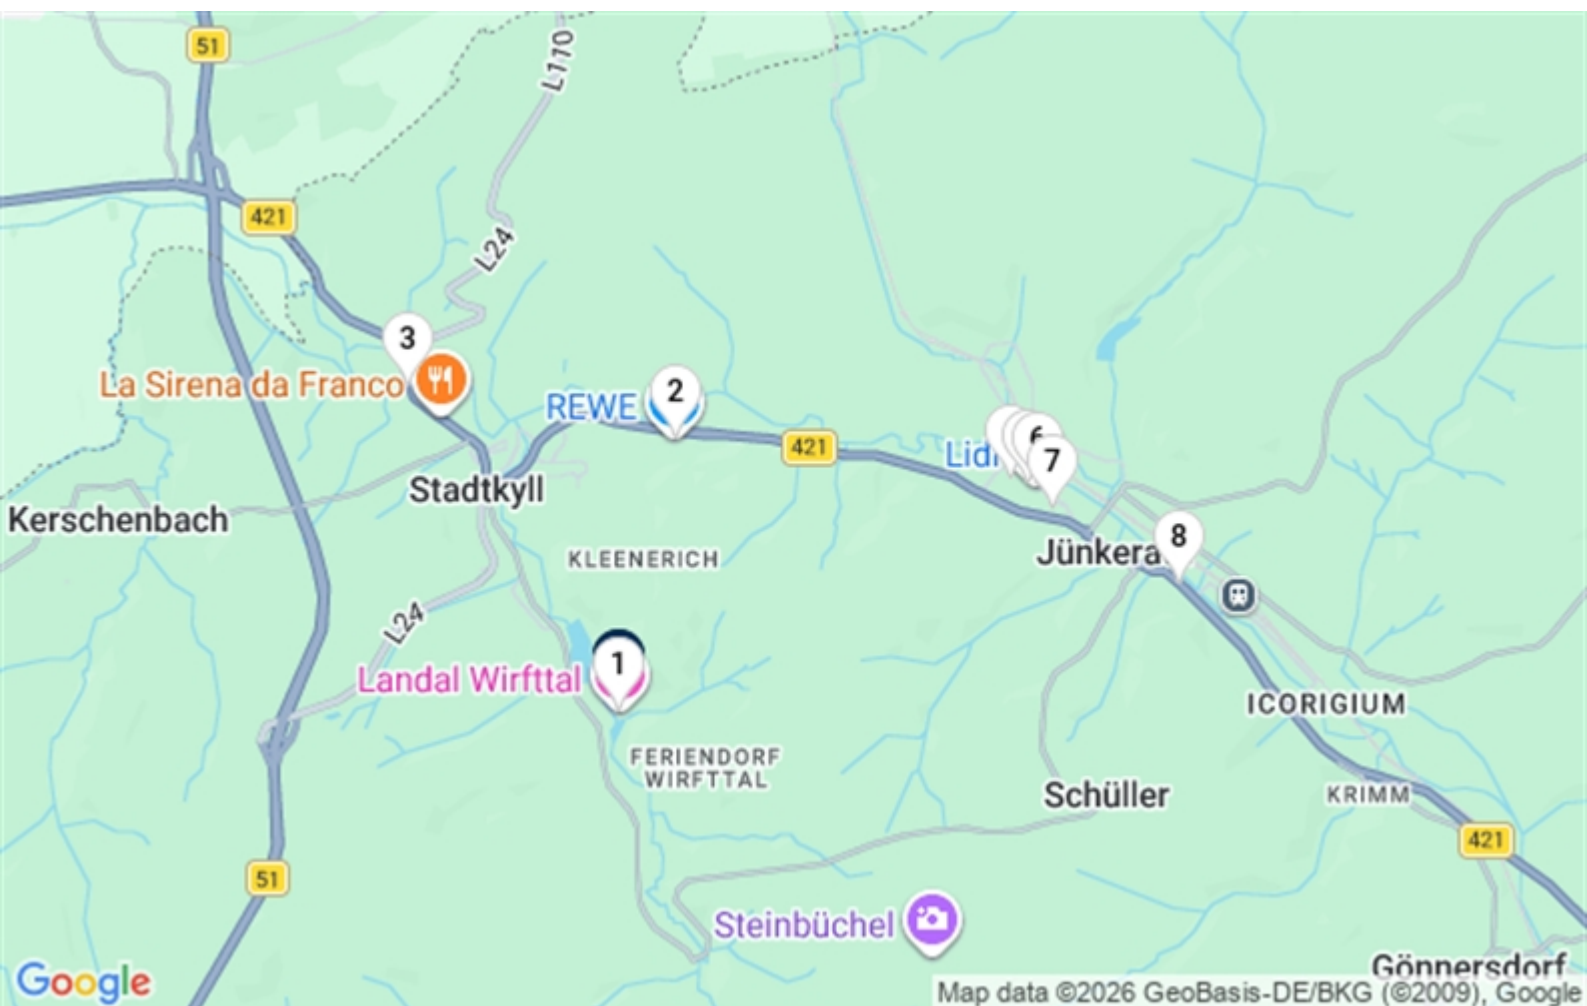 51
L110
421
L24
3
La Sirena da Franco
2
REWE
421
6
Lidl
7
Stadtkyll
Kerschenbach
8
KLEENERICH
L24
1
Landal Wirfttal
ICORIGIUM
FERIENDORF
WIRFTTAL
Schüller
KRIMM
421
51
Steinbüchel
Gönnersdorf
Google
Map data ©2026 GeoBasis-DE/BKG (©2009), Google